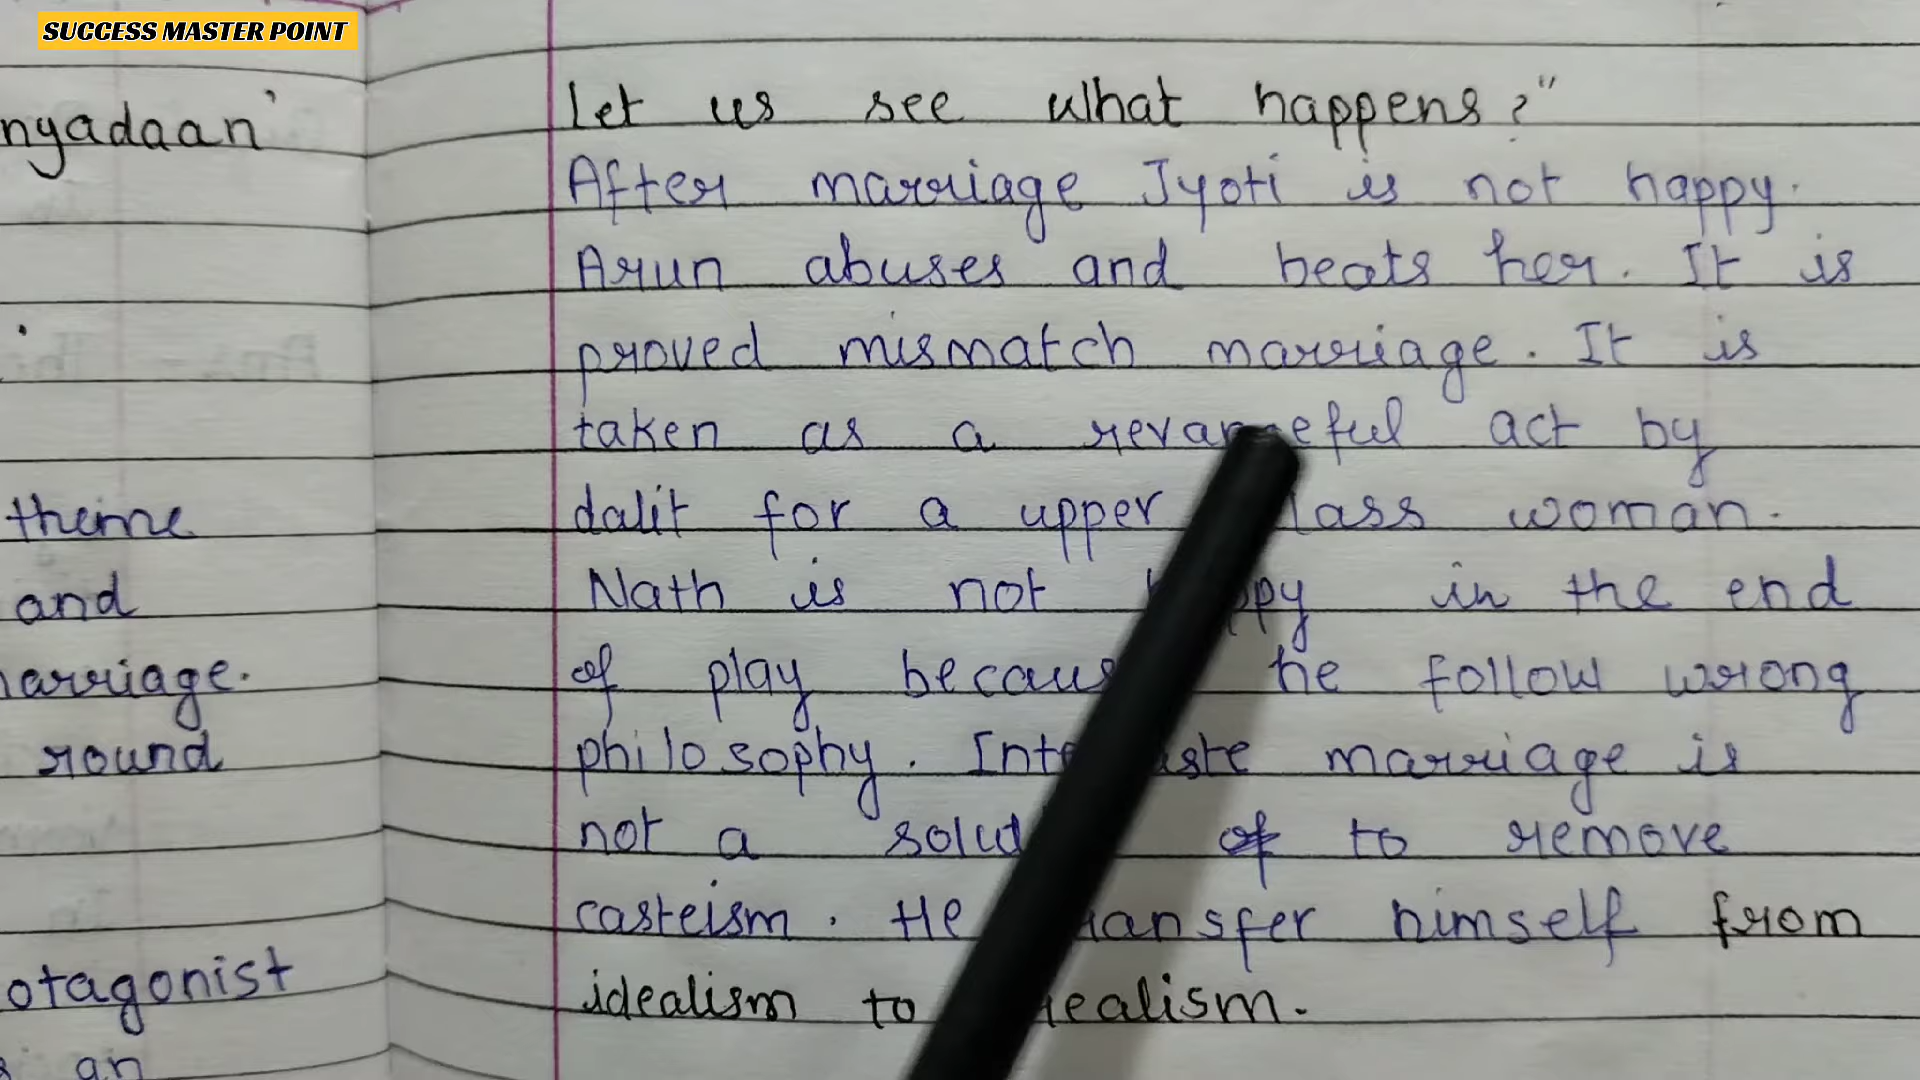 SUCCESS MASTER POINT
nyadaan'
theme
and
arriage.
round
otagonist
an
Let us see what happens?"
After marriage Jyoti is not happy.
Arun abuses and beats her. It is
proved mismatch marriage. It is
taken as a act by
dalit for a upper woman.
Nath is not in the end
of play he follow wrong
philosophy. marriage is
not a of to remove
casteism. He himself from
idealism to